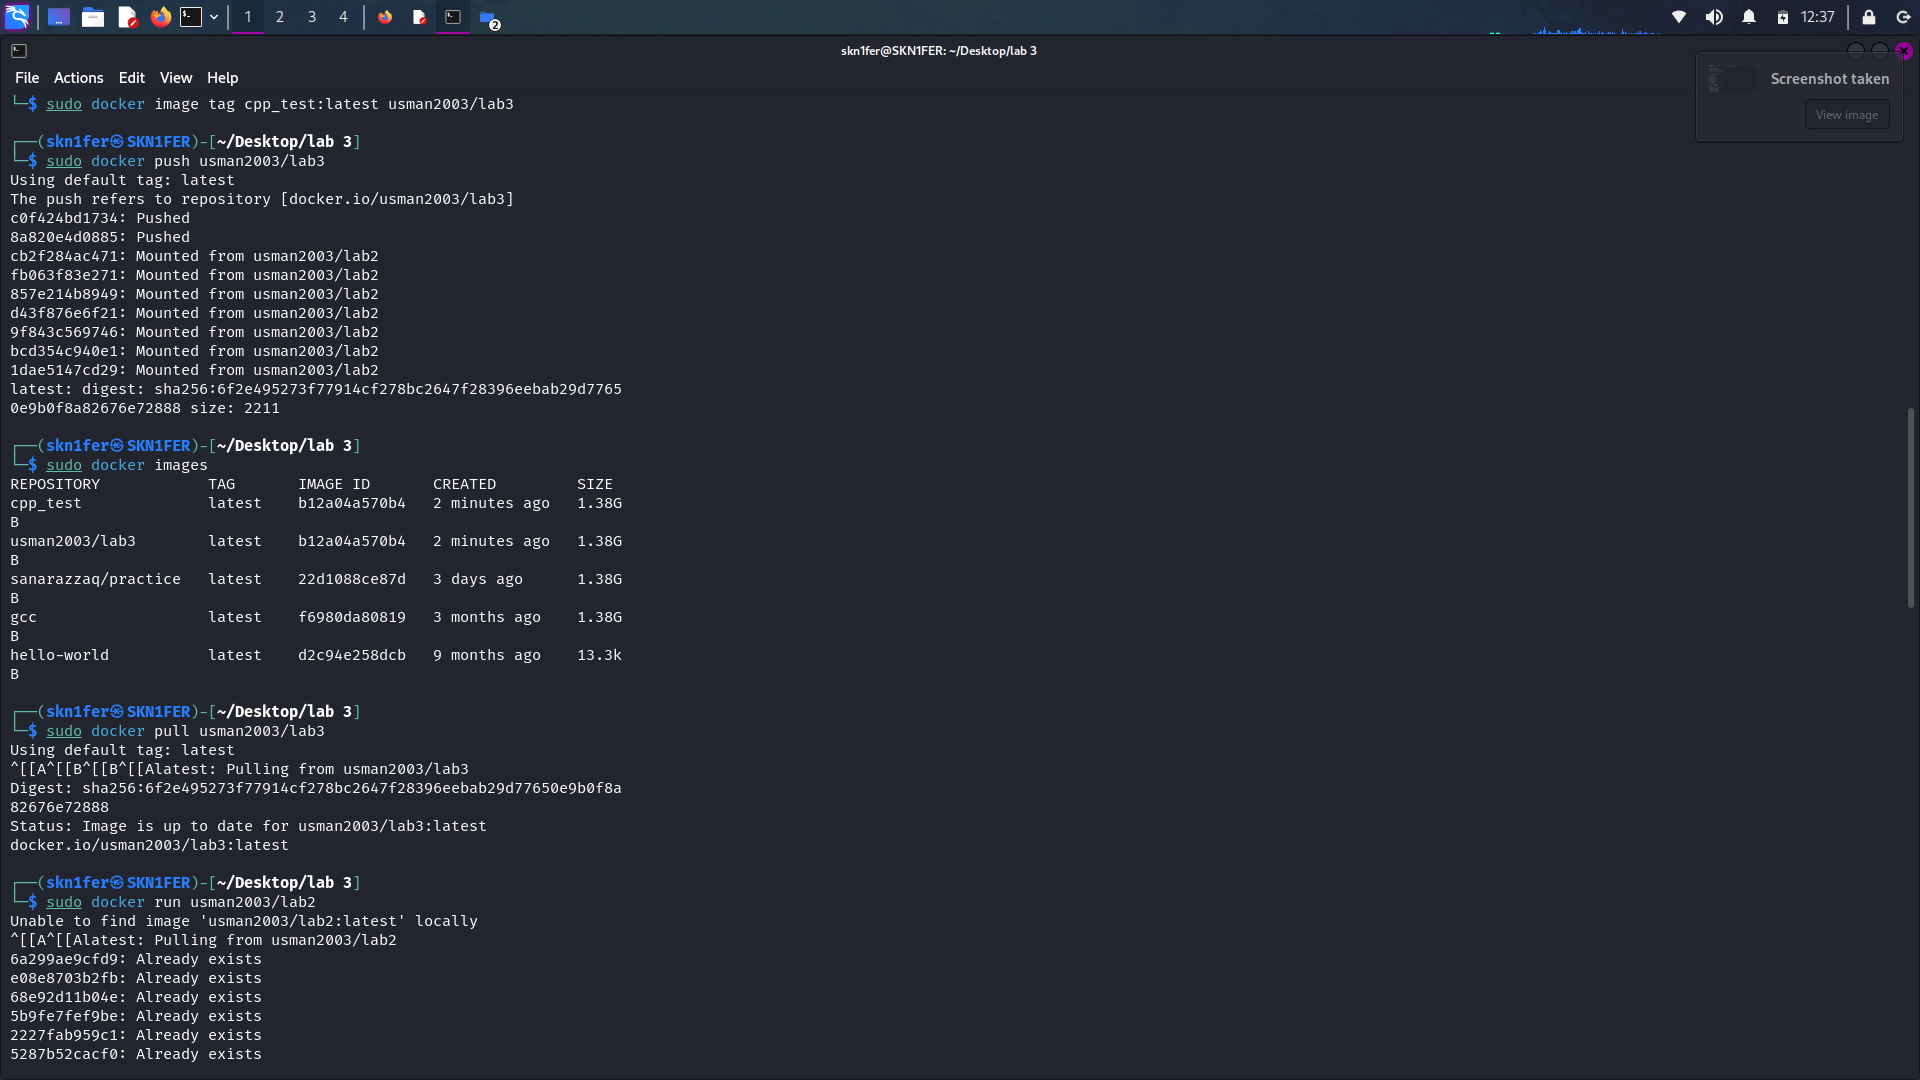 1 2 3 4
2
12:37
skn1fer@SKN1FER: ~/Desktop/lab 3
File Actions Edit View Help
Screenshot taken
View image
└─$ sudo docker image tag cpp_test:latest usman2003/lab3
┌──(skn1fer㉿SKN1FER)-[~/Desktop/lab 3]
└─$ sudo docker push usman2003/lab3
Using default tag: latest
The push refers to repository [docker.io/usman2003/lab3]
c0f424bd1734: Pushed
8a820e4d0885: Pushed
cb2f284ac471: Mounted from usman2003/lab2
fb063f83e271: Mounted from usman2003/lab2
857e214b8949: Mounted from usman2003/lab2
d43f876e6f21: Mounted from usman2003/lab2
9f843c569746: Mounted from usman2003/lab2
bcd354c940e1: Mounted from usman2003/lab2
1dae5147cd29: Mounted from usman2003/lab2
latest: digest: sha256:6f2e495273f77914cf278bc2647f28396eebab29d7765
0e9b0f8a82676e72888 size: 2211
┌──(skn1fer㉿SKN1FER)-[~/Desktop/lab 3]
└─$ sudo docker images
REPOSITORY TAG IMAGE ID CREATED SIZE
cpp_test latest b12a04a570b4 2 minutes ago 1.38G
B
usman2003/lab3 latest b12a04a570b4 2 minutes ago 1.38G
B
sanarazzaq/practice latest 22d1088ce87d 3 days ago 1.38G
B
gcc latest f6980da80819 3 months ago 1.38G
B
hello-world latest d2c94e258dcb 9 months ago 13.3k
B
┌──(skn1fer㉿SKN1FER)-[~/Desktop/lab 3]
└─$ sudo docker pull usman2003/lab3
Using default tag: latest
^[[A^[[B^[[B^[[Alatest: Pulling from usman2003/lab3
Digest: sha256:6f2e495273f77914cf278bc2647f28396eebab29d77650e9b0f8a
82676e72888
Status: Image is up to date for usman2003/lab3:latest
docker.io/usman2003/lab3:latest
┌──(skn1fer㉿SKN1FER)-[~/Desktop/lab 3]
└─$ sudo docker run usman2003/lab2
Unable to find image 'usman2003/lab2:latest' locally
^[[A^[[Alatest: Pulling from usman2003/lab2
6a299ae9cfd9: Already exists
e08e8703b2fb: Already exists
68e92d11b04e: Already exists
5b9fe7fef9be: Already exists
2227fab959c1: Already exists
5287b52cacf0: Already exists